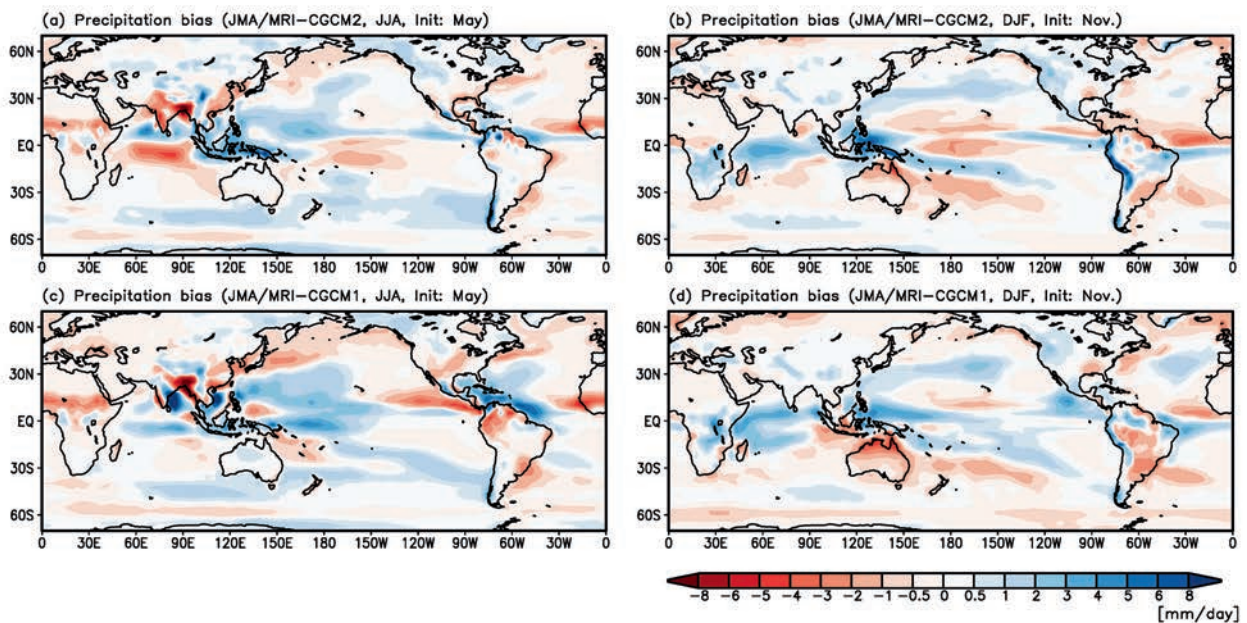 (a) Precipitation bias (JMA/MRI-CGCM2, JJA, Init: May)
60N
30N
EQ
30S
60S
0 30E 60E 90E 120E 150E 180 150W 120W 90W 60W 30W 0
(b) Precipitation bias (JMA/MRI-CGCM2, DJF, Init: Nov.)
60N
30N
EQ
30S
60S
0 30E 60E 90E 120E 150E 180 150W 120W 90W 60W 30W 0
(c) Precipitation bias (JMA/MRI-CGCM1, JJA, Init: May)
60N
30N
EQ
30S
60S
0 30E 60E 90E 120E 150E 180 150W 120W 90W 60W 30W 0
(d) Precipitation bias (JMA/MRI-CGCM1, DJF, Init: Nov.)
60N
30N
EQ
30S
60S
0 30E 60E 90E 120E 150E 180 150W 120W 90W 60W 30W 0
-8 -6 -5 -4 -3 -2 -1 -0.5 0 0.5 1 2 3 4 5 6 8
[mm/day]